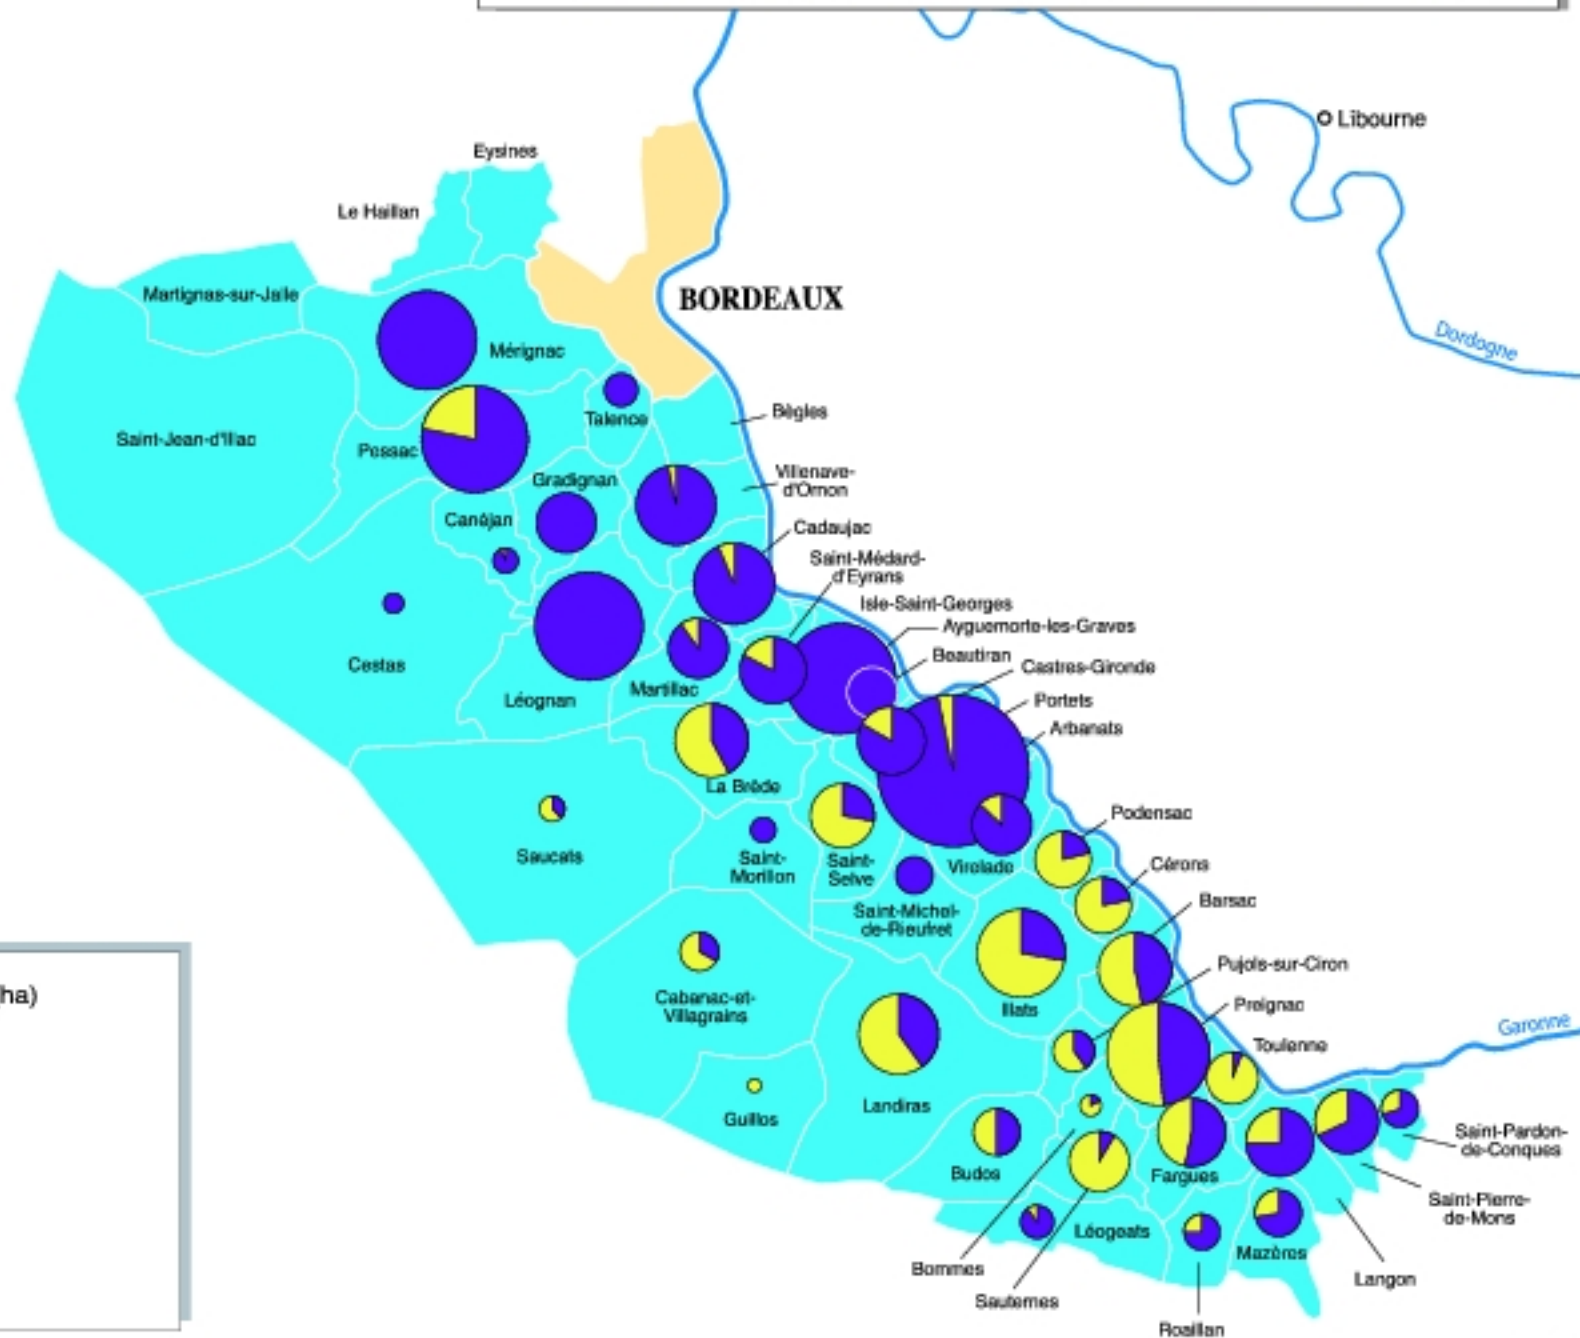 Libourne
Eysines
Le Haillan
Martignas-sur-Jalle
BORDEAUX
Dordogne
Mérignac
Talence
Bègles
Saint-Jean-d'Illac
Pessac
Gradignan
Villenave-
d'Ornon
Canéjan
Cadaujac
Saint-Médard-
d'Eyrans
Isle-Saint-Georges
Ayguemorte-les-Graves
Beautiran
Castres-Gironde
Cestas
Léognan
Martillac
Portets
Arbanats
La Brède
Podensac
Saucats
Saint-
Morillon
Saint-
Selve
Virelade
Cérons
Saint-Michel-
de-Rieufret
Barsac
Pujols-sur-Ciron
ha)
Cabanac-et-
Villagrains
Illats
Preignac
Garonne
Toulenne
Guillos
Landiras
Budos
Fargues
Saint-Pardon-
de-Conques
Saint-Pierre-
de-Mons
Léogeats
Mazères
Bommes
Langon
Sauternes
Roaillan